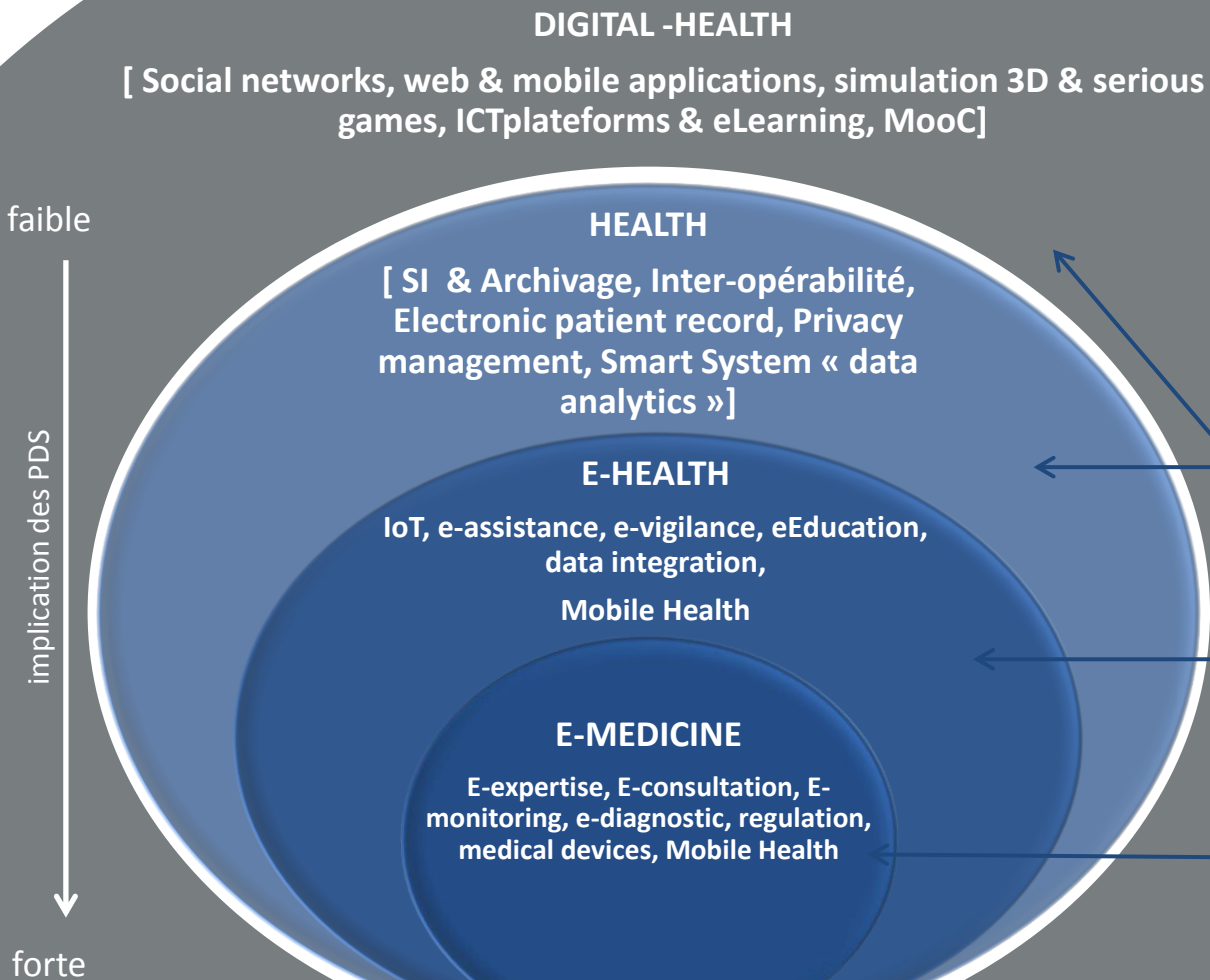 DIGITAL -HEALTH
[ Social networks, web & mobile applications, simulation 3D & serious
games, ICTplateforms & eLearning, MooC]
faible
HEALTH
[ SI & Archivage, Inter-opérabilité,
Electronic patient record, Privacy
management, Smart System « data
analytics »]
implication des PDS
E-HEALTH
IoT, e-assistance, e-vigilance, eEducation,
data integration,
Mobile Health
E-MEDICINE
E-expertise, E-consultation, E-
monitoring, e-diagnostic, regulation,
medical devices, Mobile Health
forte